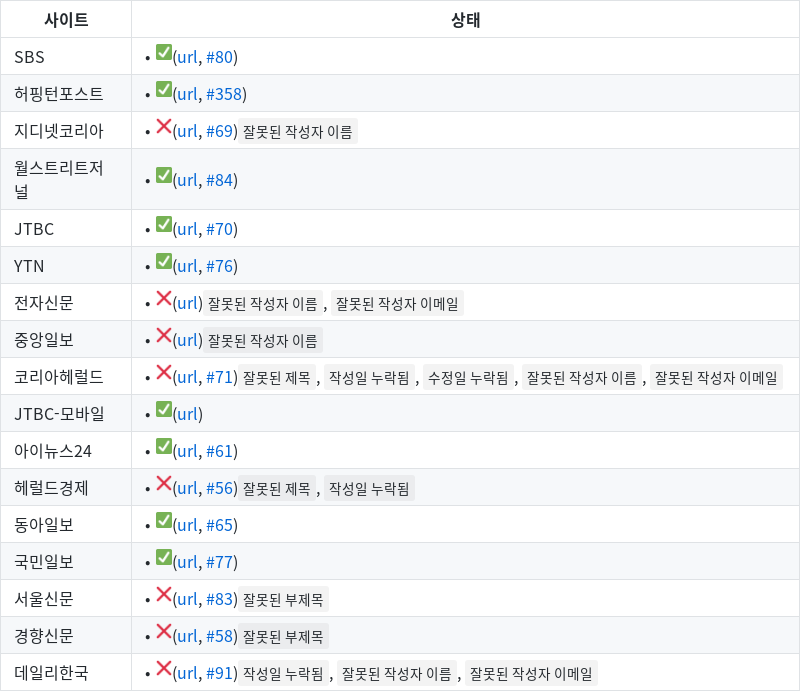 사이트 상태
SBS • ✅(url, #80)
허핑턴포스트 • ✅(url, #358)
지디넷코리아 • ❌(url, #69) 잘못된 작성자 이름
월스트리트저
널 • ✅(url, #84)
JTBC • ✅(url, #70)
YTN • ✅(url, #76)
전자신문 • ❌(url) 잘못된 작성자 이름 , 잘못된 작성자 이메일
중앙일보 • ❌(url) 잘못된 작성자 이름
코리아헤럴드 • ❌(url, #71) 잘못된 제목 , 작성일 누락됨 , 수정일 누락됨 , 잘못된 작성자 이름 , 잘못된 작성자 이메일
JTBC-모바일 • ✅(url)
아이뉴스24 • ✅(url, #61)
헤럴드경제 • ❌(url, #56) 잘못된 제목 , 작성일 누락됨
동아일보 • ✅(url, #65)
국민일보 • ✅(url, #77)
서울신문 • ❌(url, #83) 잘못된 부제목
경향신문 • ❌(url, #58) 잘못된 부제목
데일리한국 • ❌(url, #91) 작성일 누락됨 , 잘못된 작성자 이름 , 잘못된 작성자 이메일